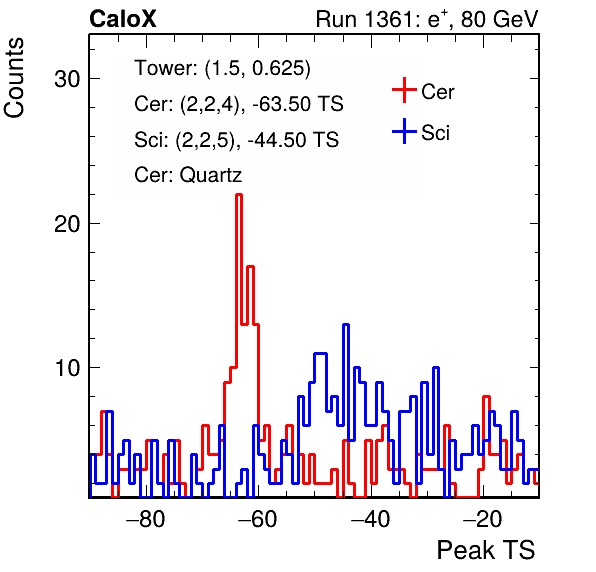 CaloX Run 1361: e⁺, 80 GeV
Counts
Tower: (1.5, 0.625)
Cer: (2,2,4), -63.50 TS
Sci: (2,2,5), -44.50 TS
Cer: Quartz
Cer
Sci
30
20
10
−80 −60 −40 −20
Peak TS